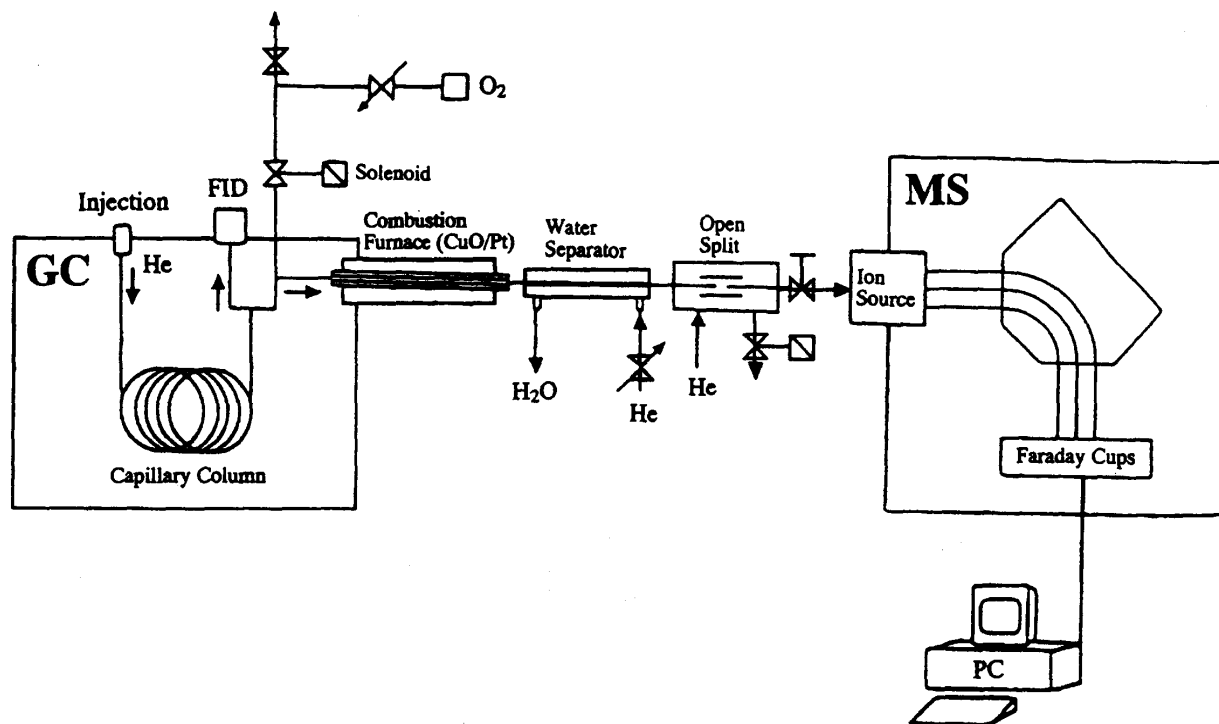 O₂
Solenoid
FID
Injection
GC
He
Capillary Column
Combustion
Furnace (CuO/Pt)
Water
Separator
H₂O
He
Open
Split
He
MS
Ion
Source
Faraday Cups
PC